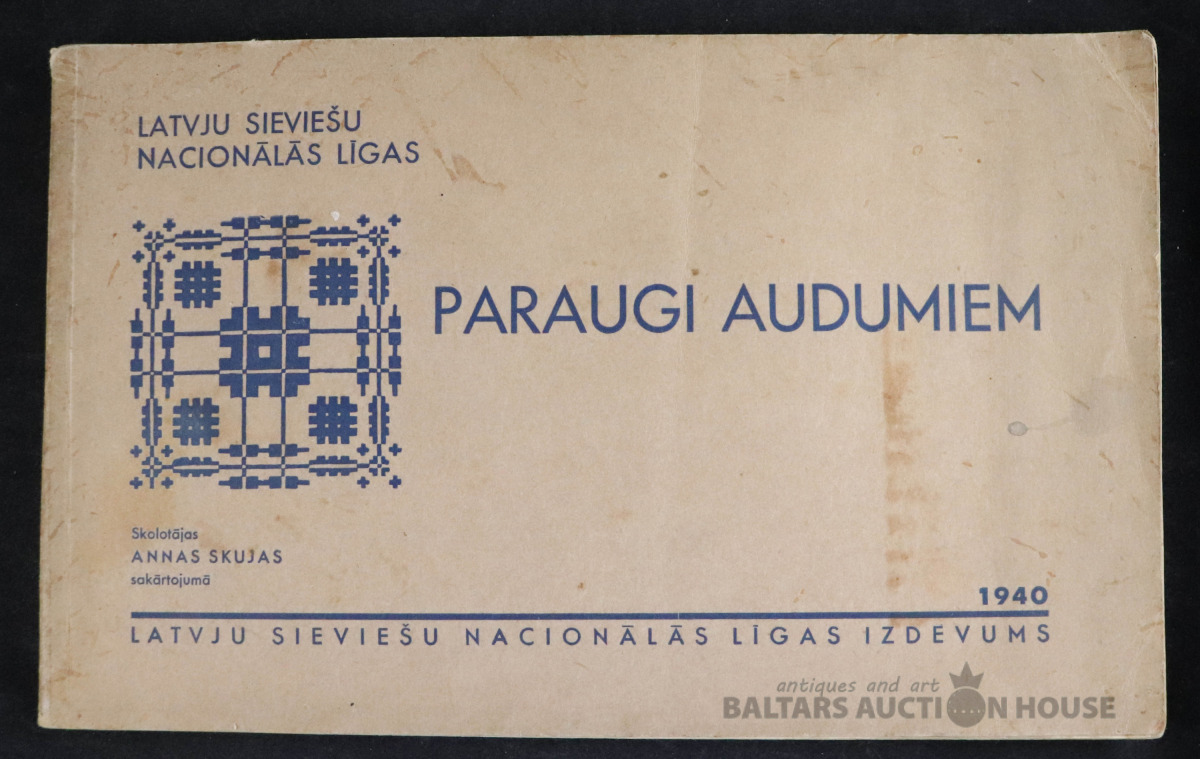 LATVJU SIEVIEŠU
NACIONĀLĀS LĪGAS
PARAUGI AUDUMIEM
Skolotājas
ANNAS SKUJAS
sakārtojumā
1940
LATVJU SIEVIEŠU NACIONĀLĀS LĪGAS IZDEVUMS
antiques and art
BALTARS AUCTION HOUSE